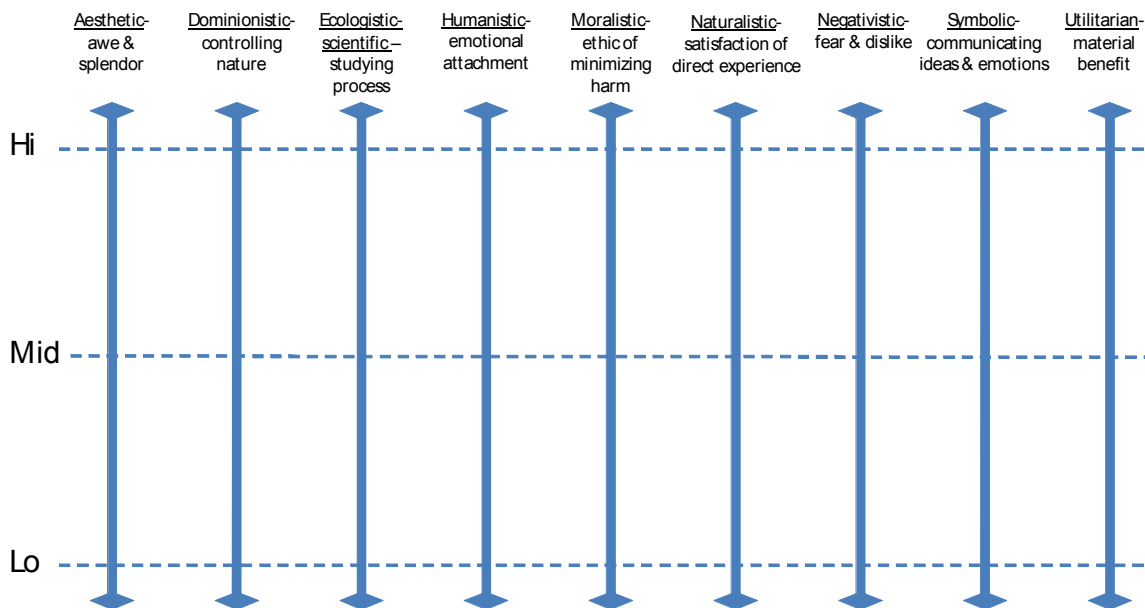 Aesthetic-
awe &
splendor
Dominionistic-
controlling
nature
Ecologistic-
scientific –
studying
process
Humanistic-
emotional
attachment
Moralistic-
ethic of
minimizing
harm
Naturalistic-
satisfaction of
direct experience
Negativistic-
fear & dislike
Symbolic-
communicating
ideas & emotions
Utilitarian-
material
benefit
Hi
Mid
Lo